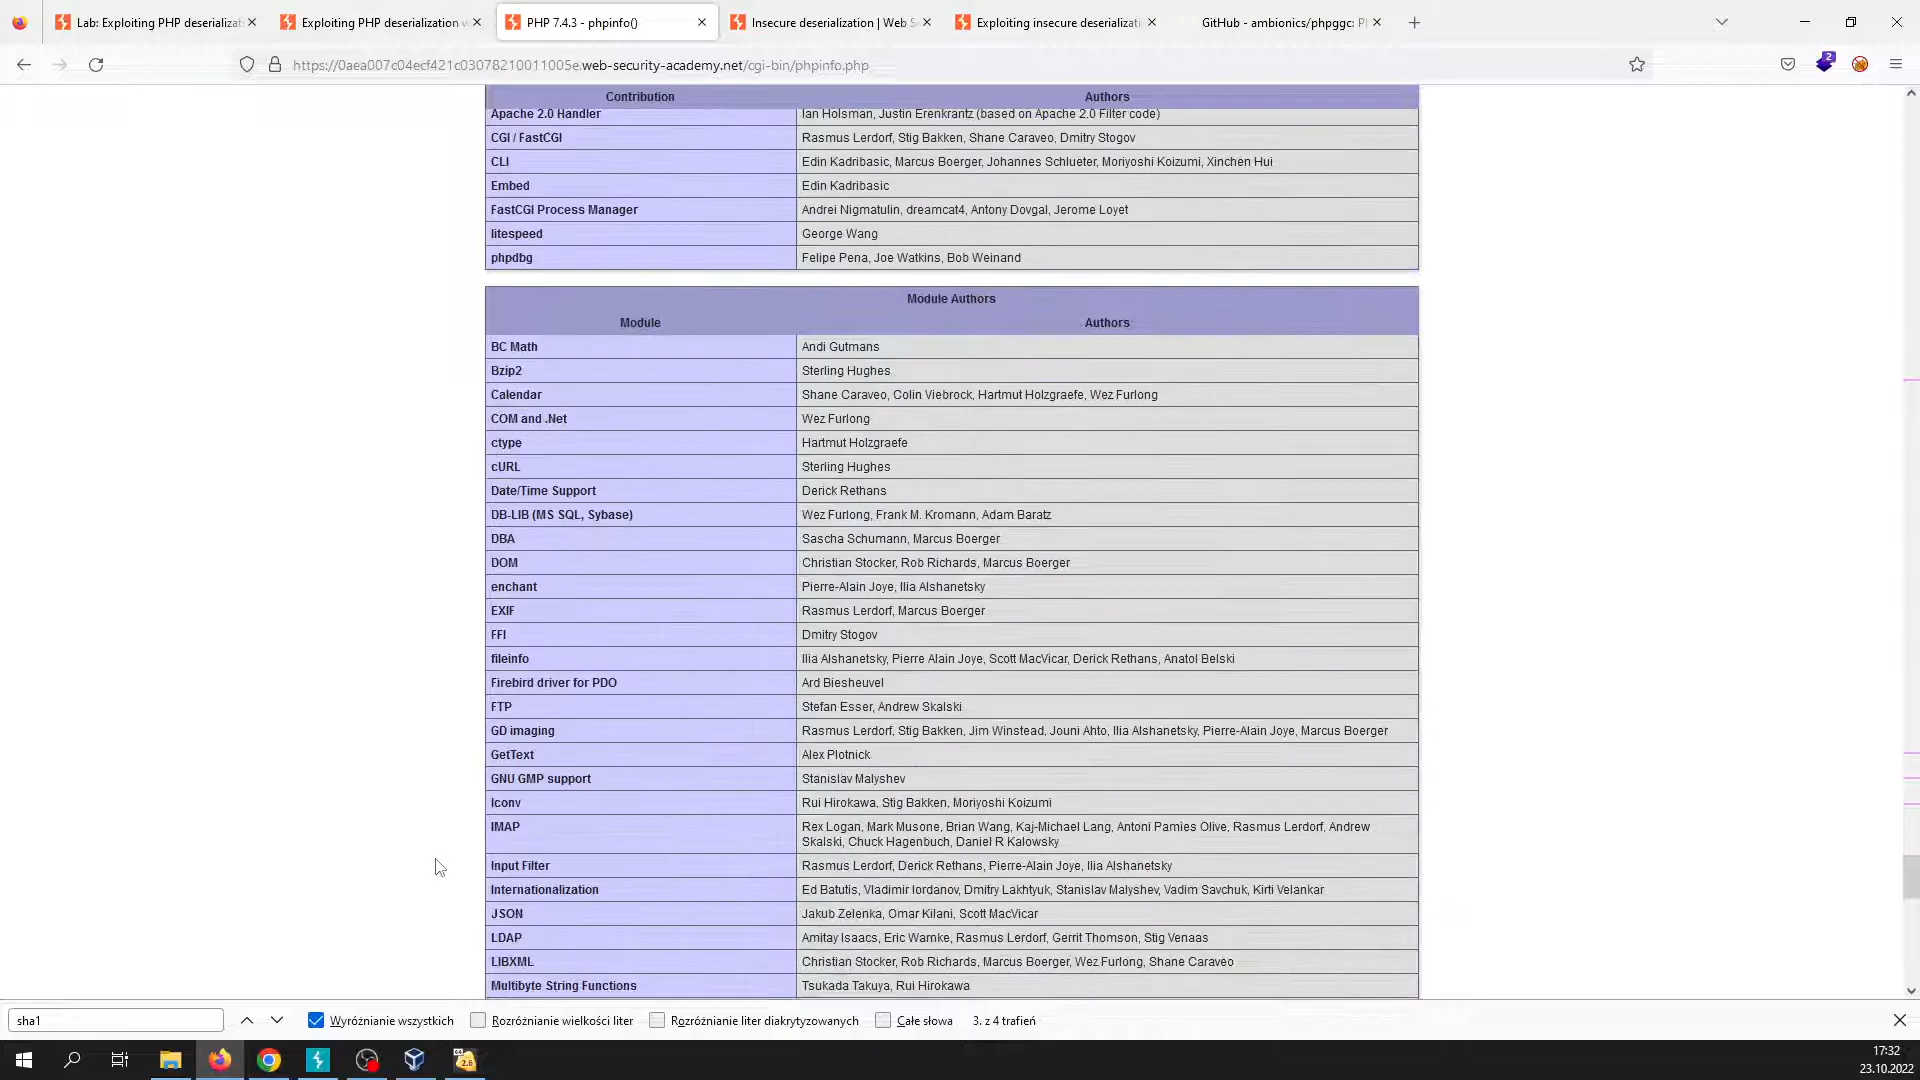 Lab: Exploiting PHP deserializati
Exploiting PHP deserialization w
PHP 7.4.3 - phpinfo()
Insecure deserialization | Web S
Exploiting insecure deserializati
GitHub - ambionics/phpggc: P
https://0aea007c04ecf421c03078210011005e.web-security-academy.net/cgi-bin/phpinfo.php
2
Contribution Authors
Apache 2.0 Handler Ian Holsman, Justin Erenkrantz (based on Apache 2.0 Filter code)
CGI / FastCGI Rasmus Lerdorf, Stig Bakken, Shane Caraveo, Dmitry Stogov
CLI Edin Kadribasic, Marcus Boerger, Johannes Schlueter, Moriyoshi Koizumi, Xinchen Hui
Embed Edin Kadribasic
FastCGI Process Manager Andrei Nigmatulin, dreamcat4, Antony Dovgal, Jerome Loyet
litespeed George Wang
phpdbg Felipe Pena, Joe Watkins, Bob Weinand
Module Authors
Module Authors
BC Math Andi Gutmans
Bzip2 Sterling Hughes
Calendar Shane Caraveo, Colin Viebrock, Hartmut Holzgraefe, Wez Furlong
COM and .Net Wez Furlong
ctype Hartmut Holzgraefe
cURL Sterling Hughes
Date/Time Support Derick Rethans
DB-LIB (MS SQL, Sybase) Wez Furlong, Frank M. Kromann, Adam Baratz
DBA Sascha Schumann, Marcus Boerger
DOM Christian Stocker, Rob Richards, Marcus Boerger
enchant Pierre-Alain Joye, Ilia Alshanetsky
EXIF Rasmus Lerdorf, Marcus Boerger
FFI Dmitry Stogov
fileinfo Ilia Alshanetsky, Pierre Alain Joye, Scott MacVicar, Derick Rethans, Anatol Belski
Firebird driver for PDO Ard Biesheuvel
FTP Stefan Esser, Andrew Skalski
GD imaging Rasmus Lerdorf, Stig Bakken, Jim Winstead, Jouni Ahto, Ilia Alshanetsky, Pierre-Alain Joye, Marcus Boerger
GetText Alex Plotnick
GNU GMP support Stanislav Malyshev
Iconv Rui Hirokawa, Stig Bakken, Moriyoshi Koizumi
IMAP Rex Logan, Mark Musone, Brian Wang, Kaj-Michael Lang, Antoni Pamies Olive, Rasmus Lerdorf, Andrew
Skalski, Chuck Hagenbuch, Daniel R Kalowsky
Input Filter Rasmus Lerdorf, Derick Rethans, Pierre-Alain Joye, Ilia Alshanetsky
Internationalization Ed Batutis, Vladimir Iordanov, Dmitry Lakhtyuk, Stanislav Malyshev, Vadim Savchuk, Kirti Velankar
JSON Jakub Zelenka, Omar Kilani, Scott MacVicar
LDAP Amitay Isaacs, Eric Warnke, Rasmus Lerdorf, Gerrit Thomson, Stig Venaas
LIBXML Christian Stocker, Rob Richards, Marcus Boerger, Wez Furlong, Shane Caraveo
Multibyte String Functions Tsukada Takuya, Rui Hirokawa
sha1 Wyróżnianie wszystkich Rozróżnianie wielkości liter Rozróżnianie liter diakrytyzowanych Całe słowa 3. z 4 trafień
64
2.6
17:32
23.10.2022